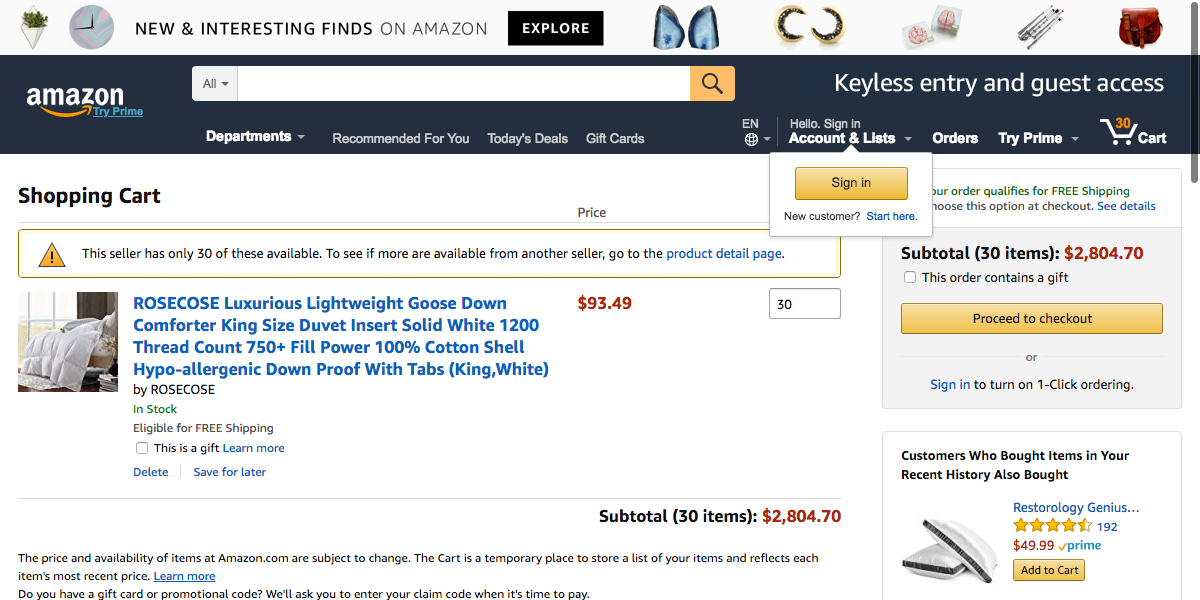 NEW & INTERESTING FINDS ON AMAZON
EXPLORE
amazon
Try Prime
All
Keyless entry and guest access
Departments
Recommended For You
Today's Deals
Gift Cards
EN
Hello. Sign in
Account & Lists
Orders
Try Prime
30
Cart
Sign in
New customer? Start here.
Shopping Cart
Price
This seller has only 30 of these available. To see if more are available from another seller, go to the product detail page.
ROSECOSE Luxurious Lightweight Goose Down
Comforter King Size Duvet Insert Solid White 1200
Thread Count 750+ Fill Power 100% Cotton Shell
Hypo-allergenic Down Proof With Tabs (King,White)
$93.49
30
by ROSECOSE
In Stock
Eligible for FREE Shipping
This is a gift Learn more
Delete
Save for later
Subtotal (30 items): $2,804.70
The price and availability of items at Amazon.com are subject to change. The Cart is a temporary place to store a list of your items and reflects each
item's most recent price. Learn more
Do you have a gift card or promotional code? We'll ask you to enter your claim code when it's time to pay.
order qualifies for FREE Shipping
this option at checkout. See details
Subtotal (30 items): $2,804.70
This order contains a gift
Proceed to checkout
or
Sign in to turn on 1-Click ordering.
Customers Who Bought Items in Your
Recent History Also Bought
Restorology Genius...
192
$49.99 prime
Add to Cart